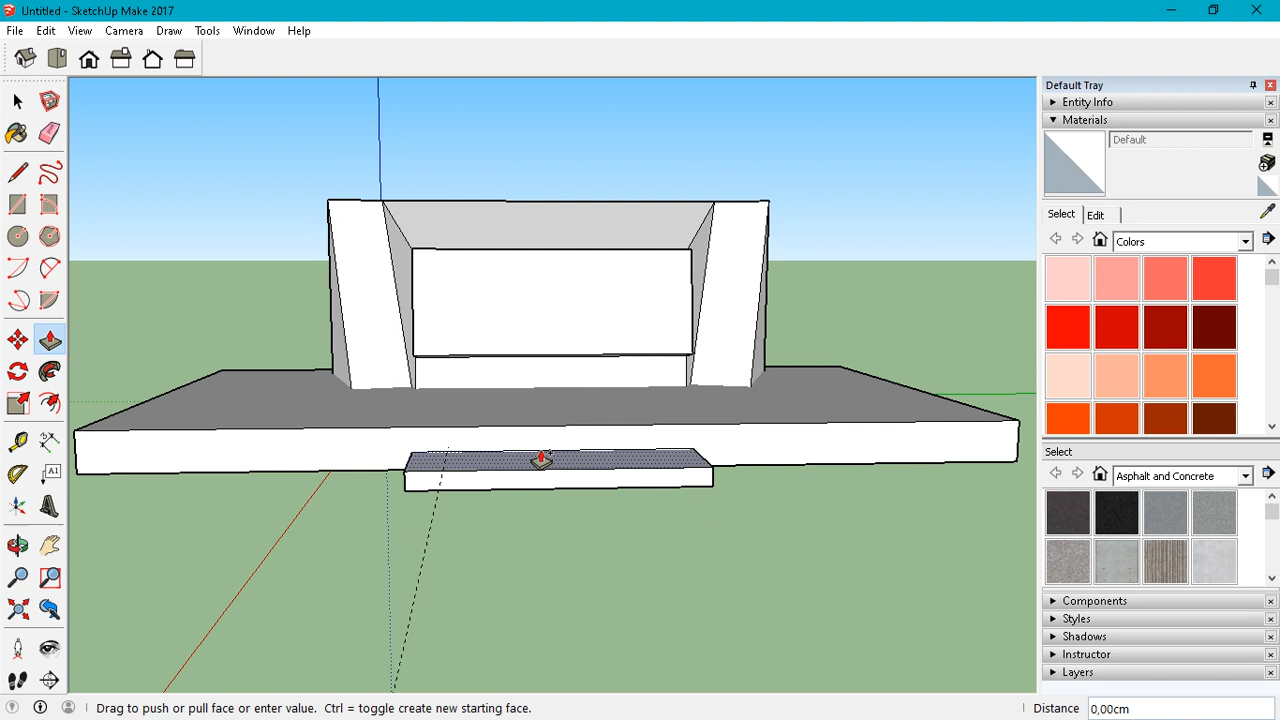 Untitled - SketchUp Make 2017
File Edit View Camera Draw Tools Window Help
Default Tray
Entity Info
Materials
Default
Select Edit
Colors
Select
Asphalt and Concrete
Components
Styles
Shadows
Instructor
Layers
Drag to push or pull face or enter value. Ctrl = toggle create new starting face.
Distance 0,00cm